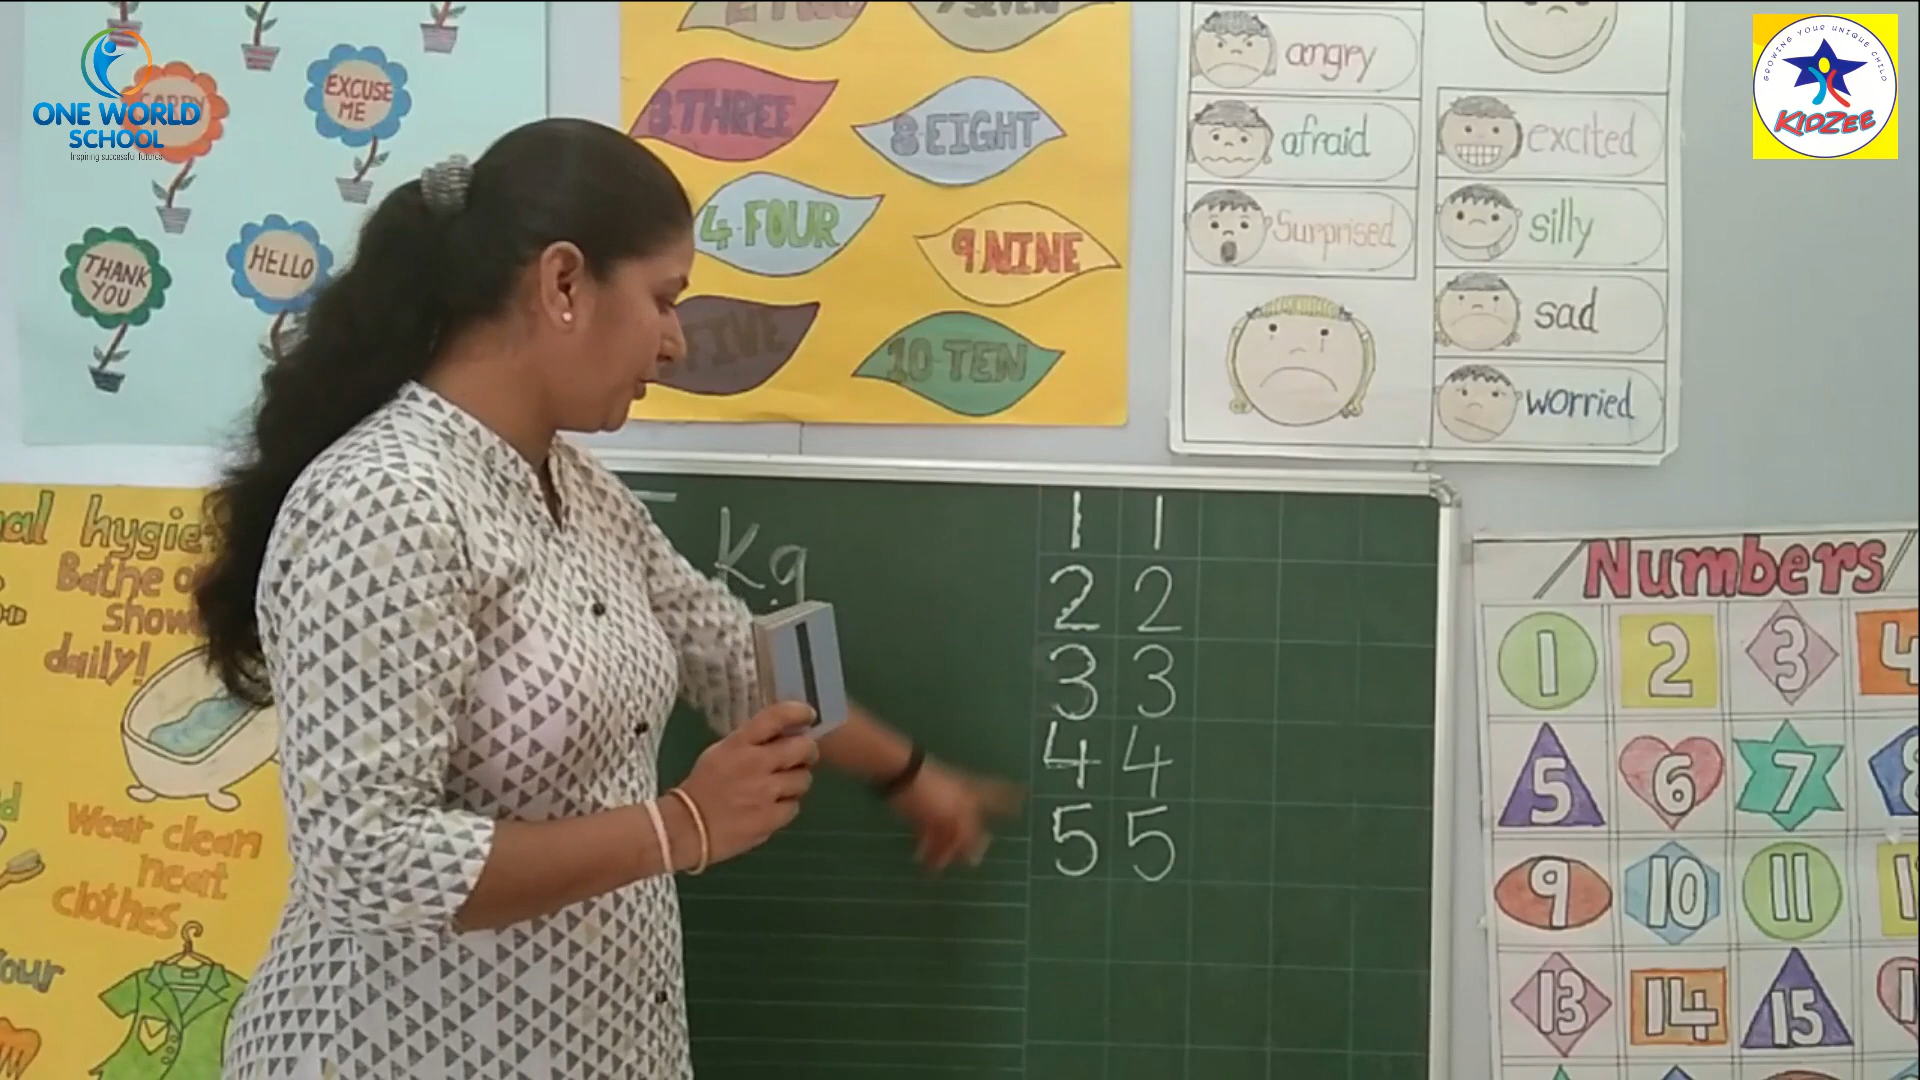 ONE WORLD
SCHOOL
Inspiring successful futures
EXCUSE
ME
THANK
YOU
HELLO
3 THREE
4 FOUR
FIVE
8 EIGHT
9 NINE
10 TEN
angry
afraid
Surprised
excited
silly
sad
worried
GROWING YOUR UNIQUE CHILD
KIDZEE
Bathe
show
daily!
Wear clean
neat
clothes
Kg
1 1
2 2
3 3
4 4
5 5
Numbers
1 2 3 4
5 6 7 8
9 10 11
13 14 15